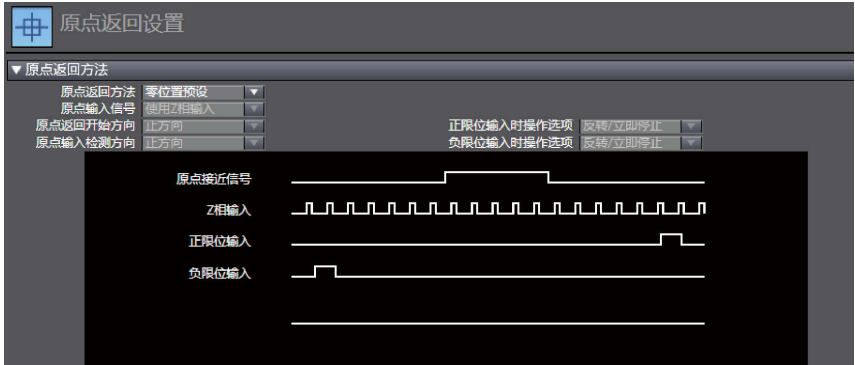 原点返回设置
▼原点返回方法
原点返回方法 零位置预设
原点输入信号 使用Z相输入
原点返回开始方向 正方向 正限位输入时操作选项 反转/立即停止
原点输入检测方向 正方向 负限位输入时操作选项 反转/立即停止
原点接近信号
Z相输入
正限位输入
负限位输入